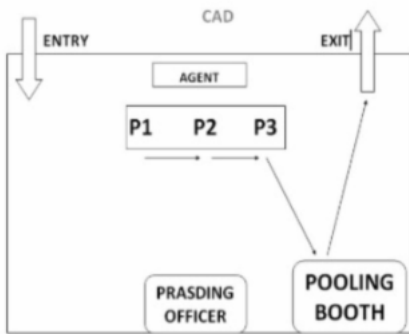 CAD
ENTRY
EXIT
AGENT
P1 P2 P3
PRASDING
OFFICER
POOLING
BOOTH